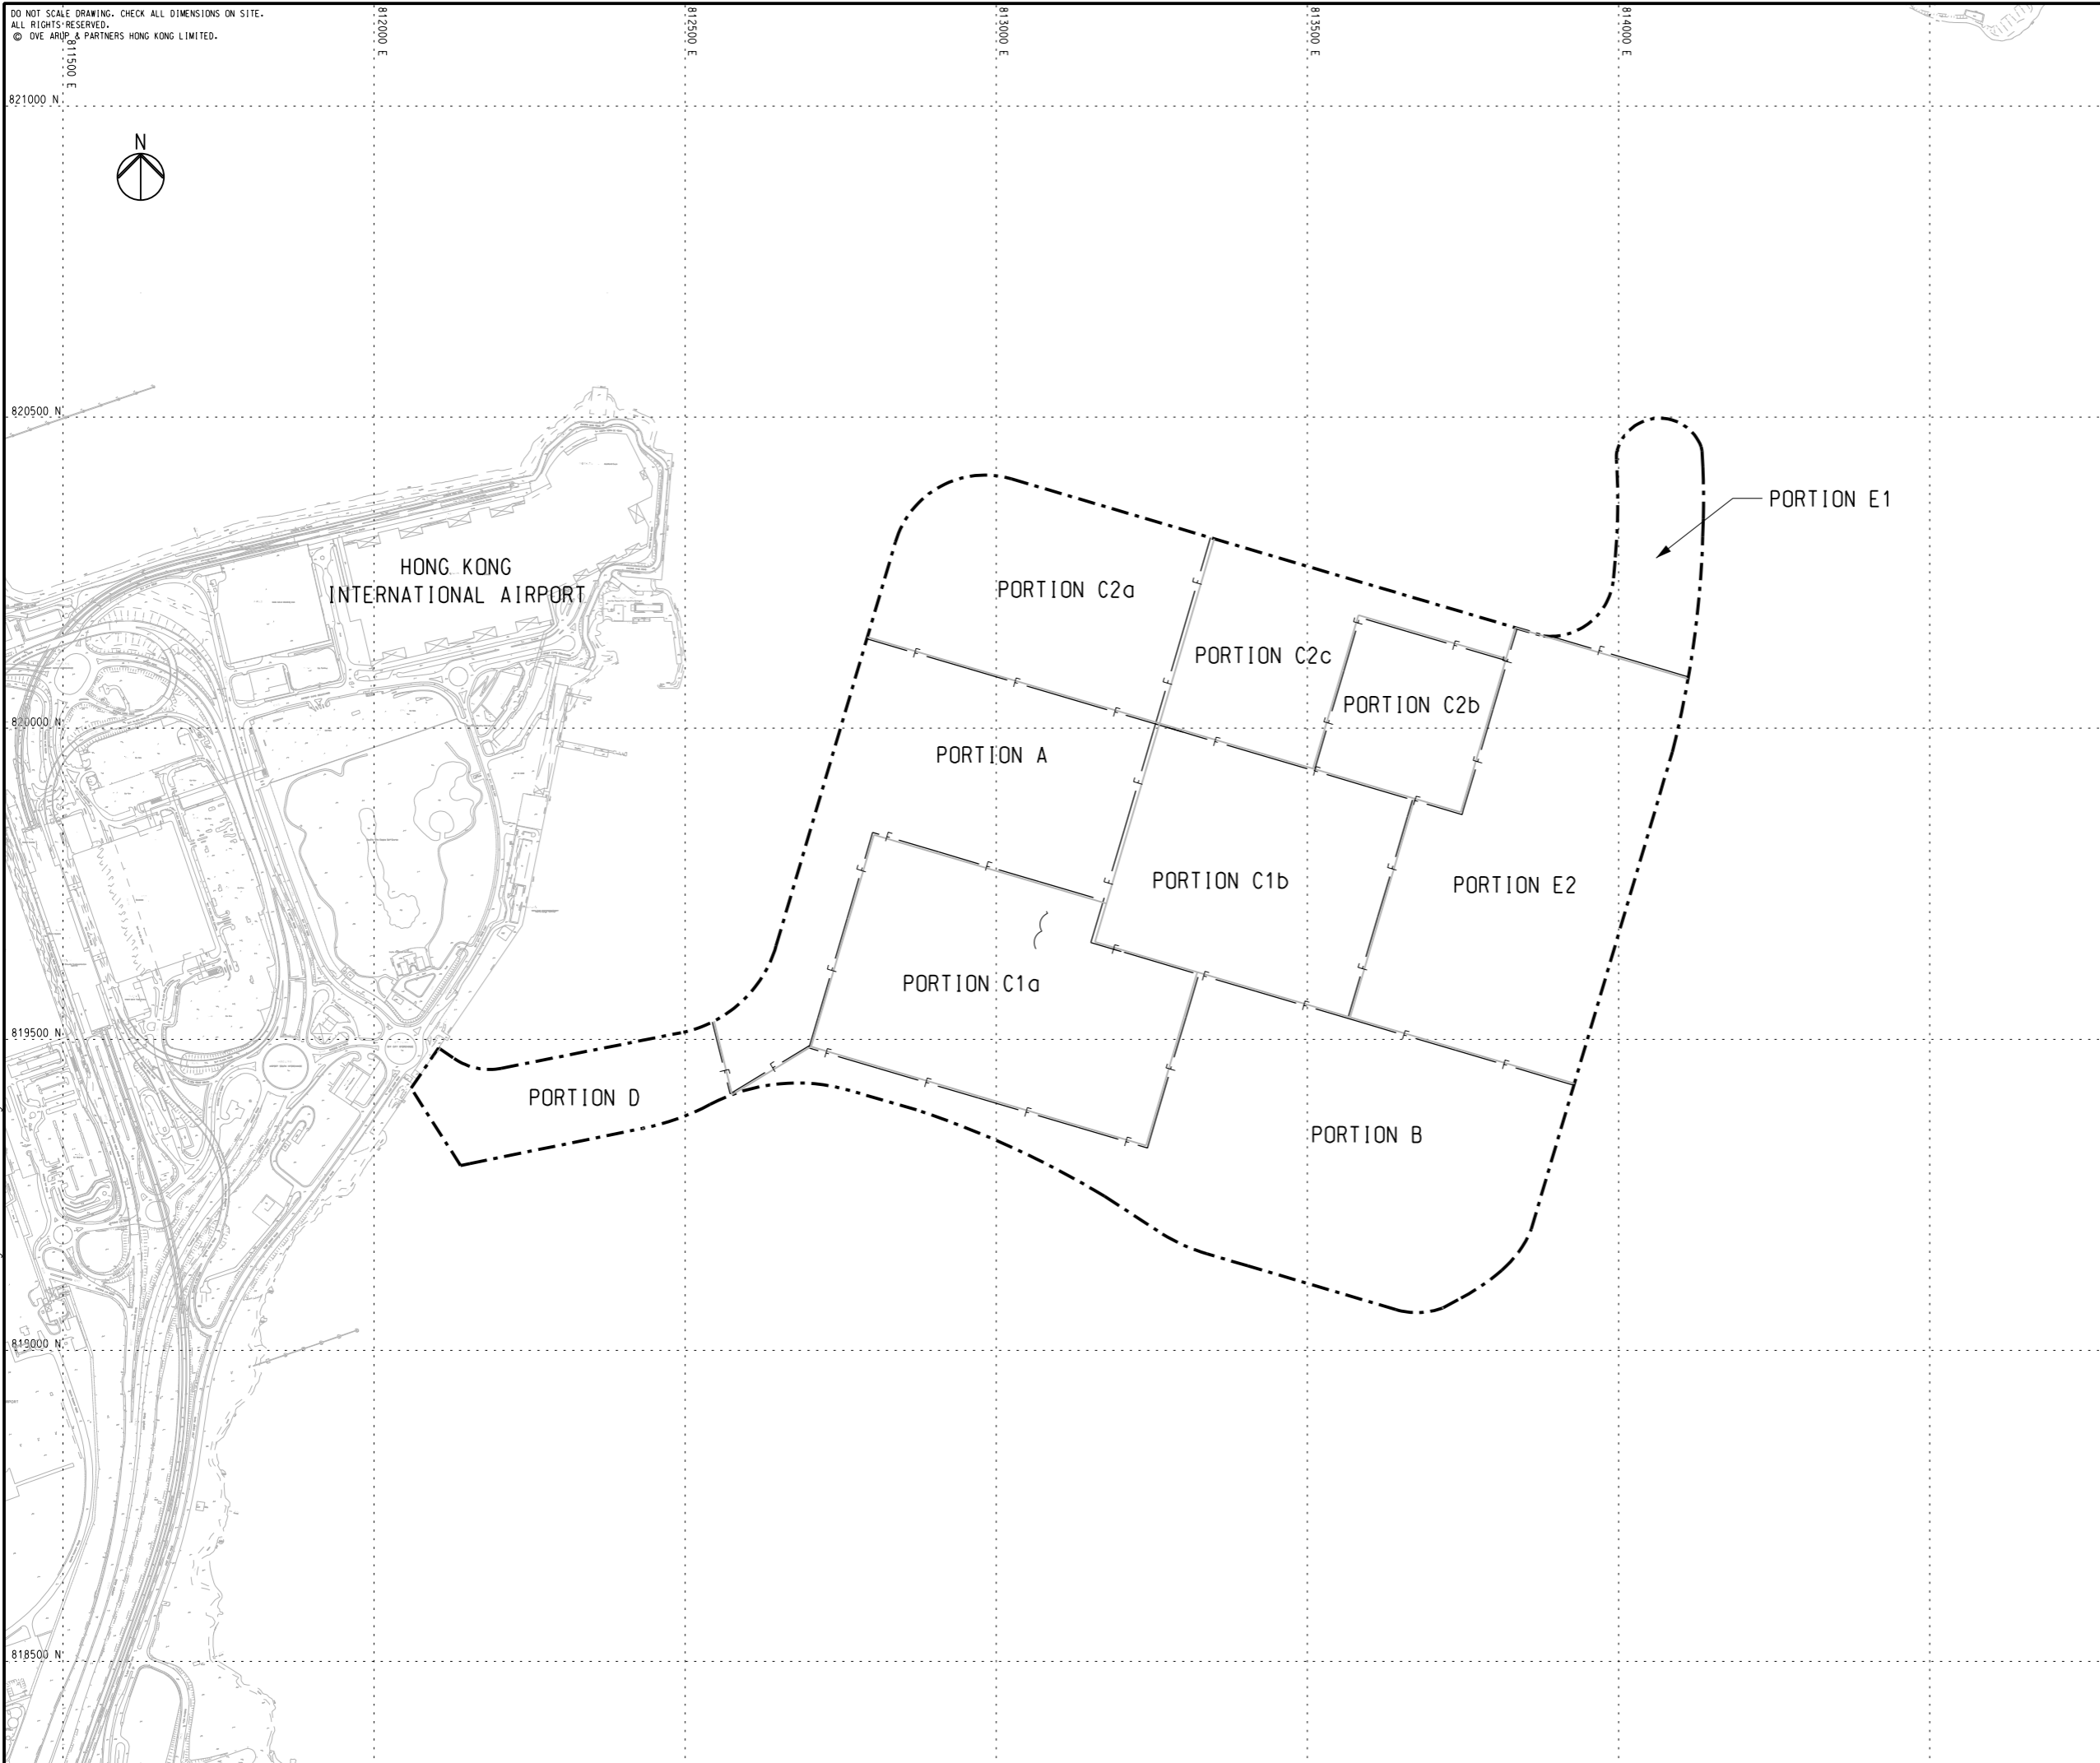 DO NOT SCALE DRAWING. CHECK ALL DIMENSIONS ON SITE.
ALL RIGHTS RESERVED.
© OVE ARUP & PARTNERS HONG KONG LIMITED.
811500 E
812000 E
812500 E
813000 E
813500 E
814000 E
821000 N
N
820500 N
PORTION E1
HONG KONG
INTERNATIONAL AIRPORT
PORTION C2a
PORTION C2c
PORTION C2b
820000 N
PORTION A
PORTION C1b
PORTION E2
PORTION C1a
819500 N
PORTION D
PORTION B
819000 N
818500 N